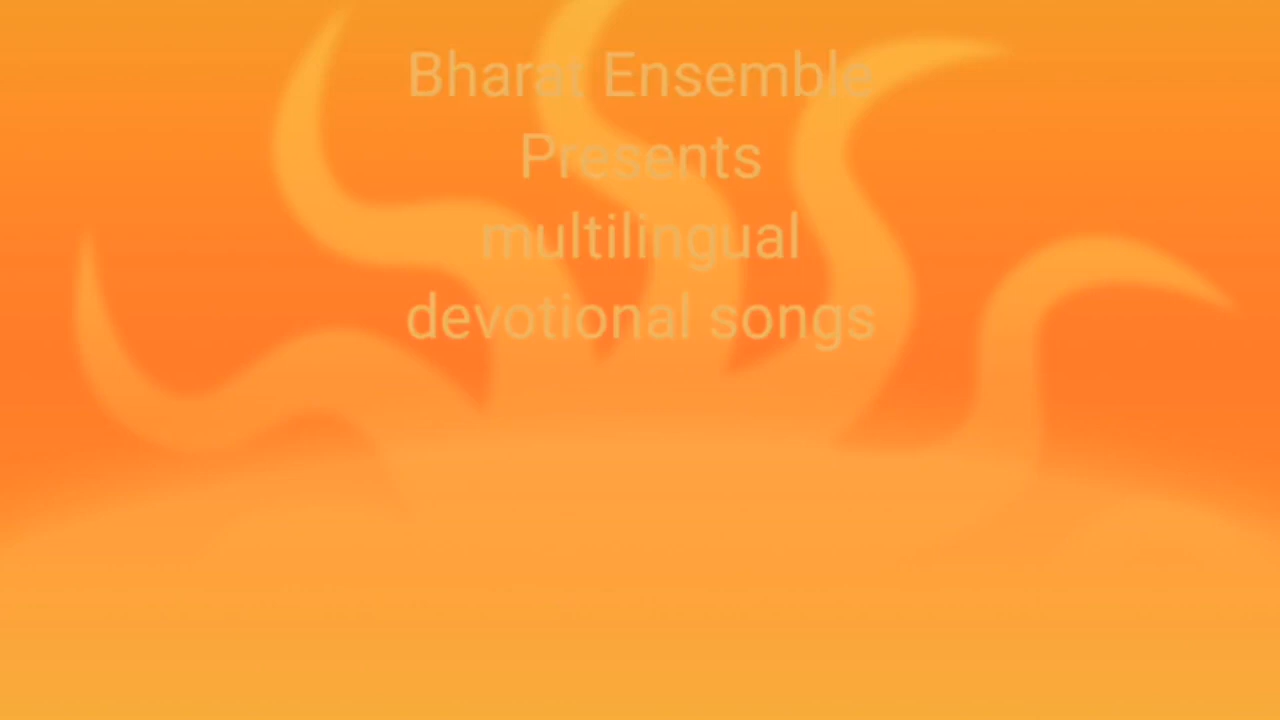 Bharat Ensemble
Presents
multilingual
devotional songs